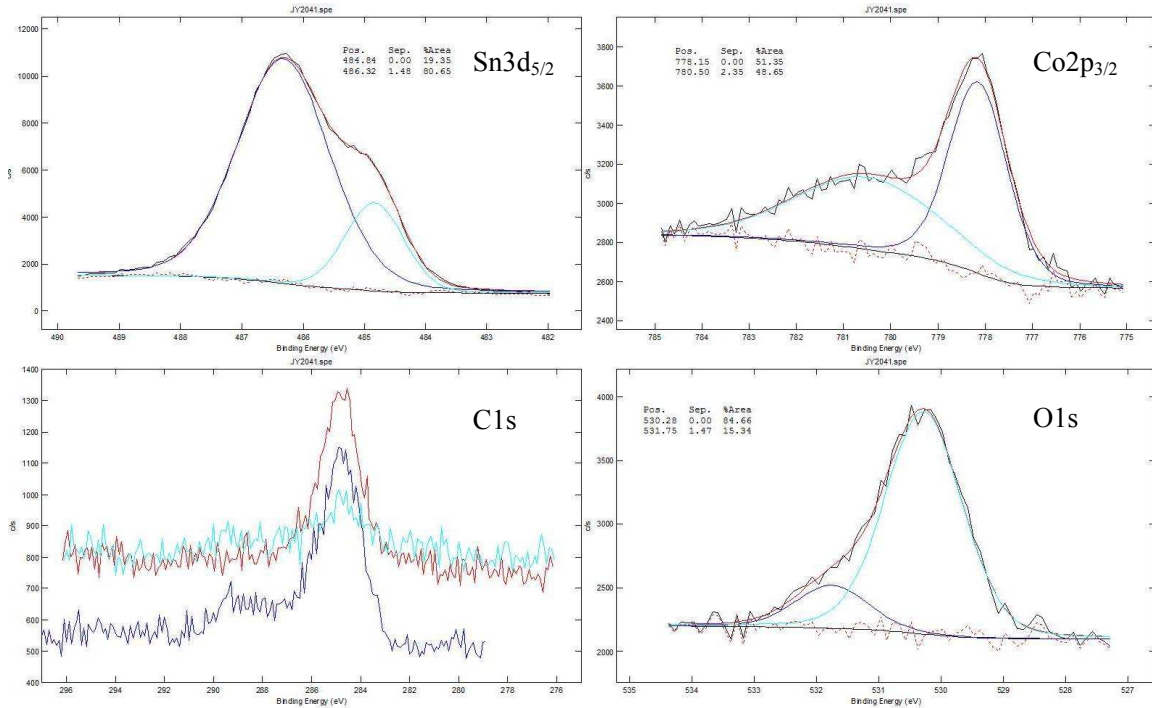 JY2041.spe
12000
10000
8000
6000
4000
2000
0
c/s
Pos. Sep. %Area
484.84 0.00 19.35
486.32 1.48 80.65
Sn3d5/2
490 489 488 487 486 485 484 483 482
Binding Energy (eV)
JY2041.spe
3800
3600
3400
3200
3000
2800
2600
2400
c/s
Pos. Sep. %Area
778.15 0.00 51.35
780.50 2.35 48.65
Co2p3/2
785 784 783 782 781 780 779 778 777 776 775
Binding Energy (eV)
JY2041.spe
1400
1300
1200
1100
1000
900
800
700
600
500
400
c/s
C1s
296 294 292 290 288 286 284 282 280 278 276
Binding Energy (eV)
JY2041.spe
4000
3500
3000
2500
2000
c/s
Pos. Sep. %Area
530.28 0.00 84.66
531.75 1.47 15.34
O1s
535 534 533 532 531 530 529 528 527
Binding Energy (eV)